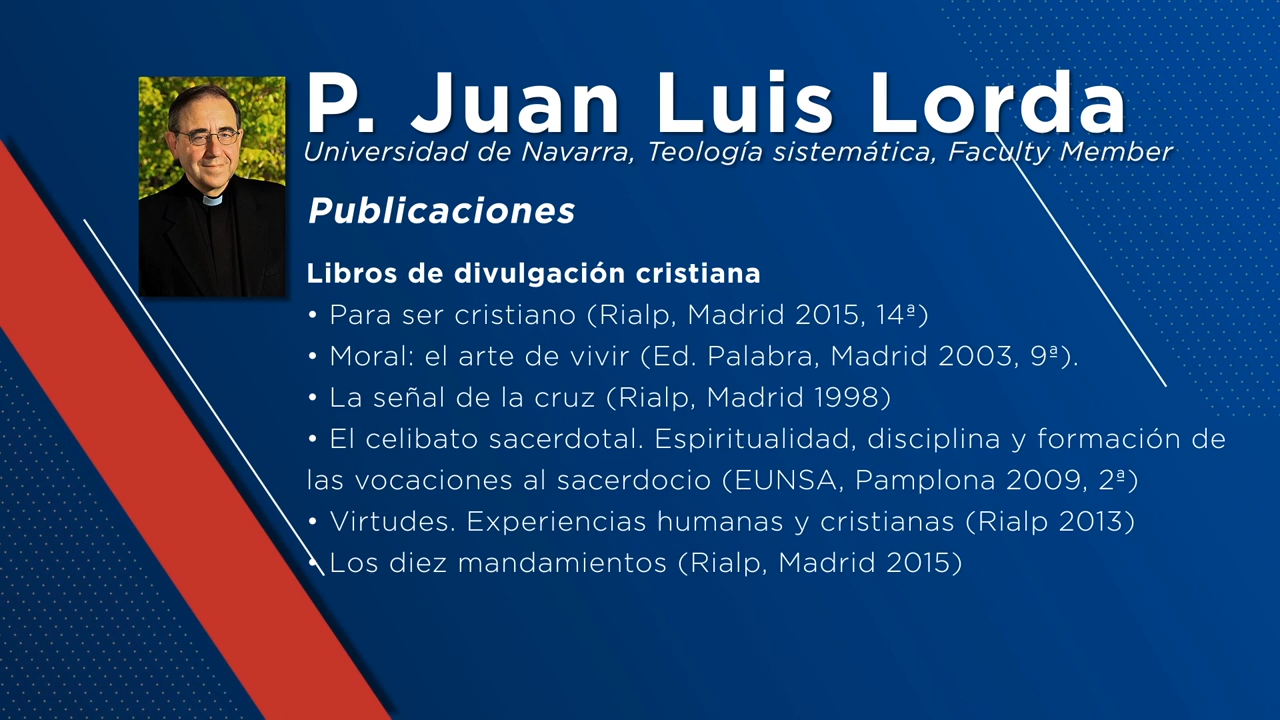 P. Juan Luis Lorda
Universidad de Navarra, Teología sistemática, Faculty Member
Publicaciones
Libros de divulgación cristiana
• Para ser cristiano (Rialp, Madrid 2015, 14ª)
• Moral: el arte de vivir (Ed. Palabra, Madrid 2003, 9ª).
• La señal de la cruz (Rialp, Madrid 1998)
• El celibato sacerdotal. Espiritualidad, disciplina y formación de
las vocaciones al sacerdocio (EUNSA, Pamplona 2009, 2ª)
• Virtudes. Experiencias humanas y cristianas (Rialp 2013)
• Los diez mandamientos (Rialp, Madrid 2015)